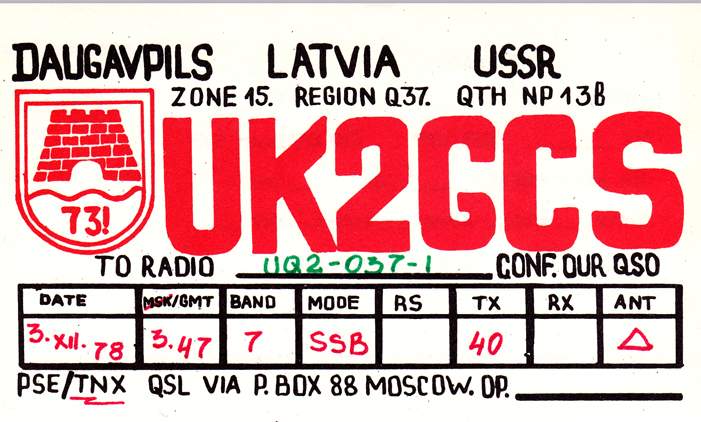 DAUGAVPILS LATVIA USSR
ZONE 15. REGION Q37. QTH NP 13B
73!
UK2GCS
TO RADIO UQ2-037-1 CONF. OUR QSO
DATE MSK/GMT BAND MODE RS TX RX ANT
3.XII.78 3.47 7 SSB 40 Δ
PSE/TNX QSL VIA P. BOX 88 MOSCOW. OP.